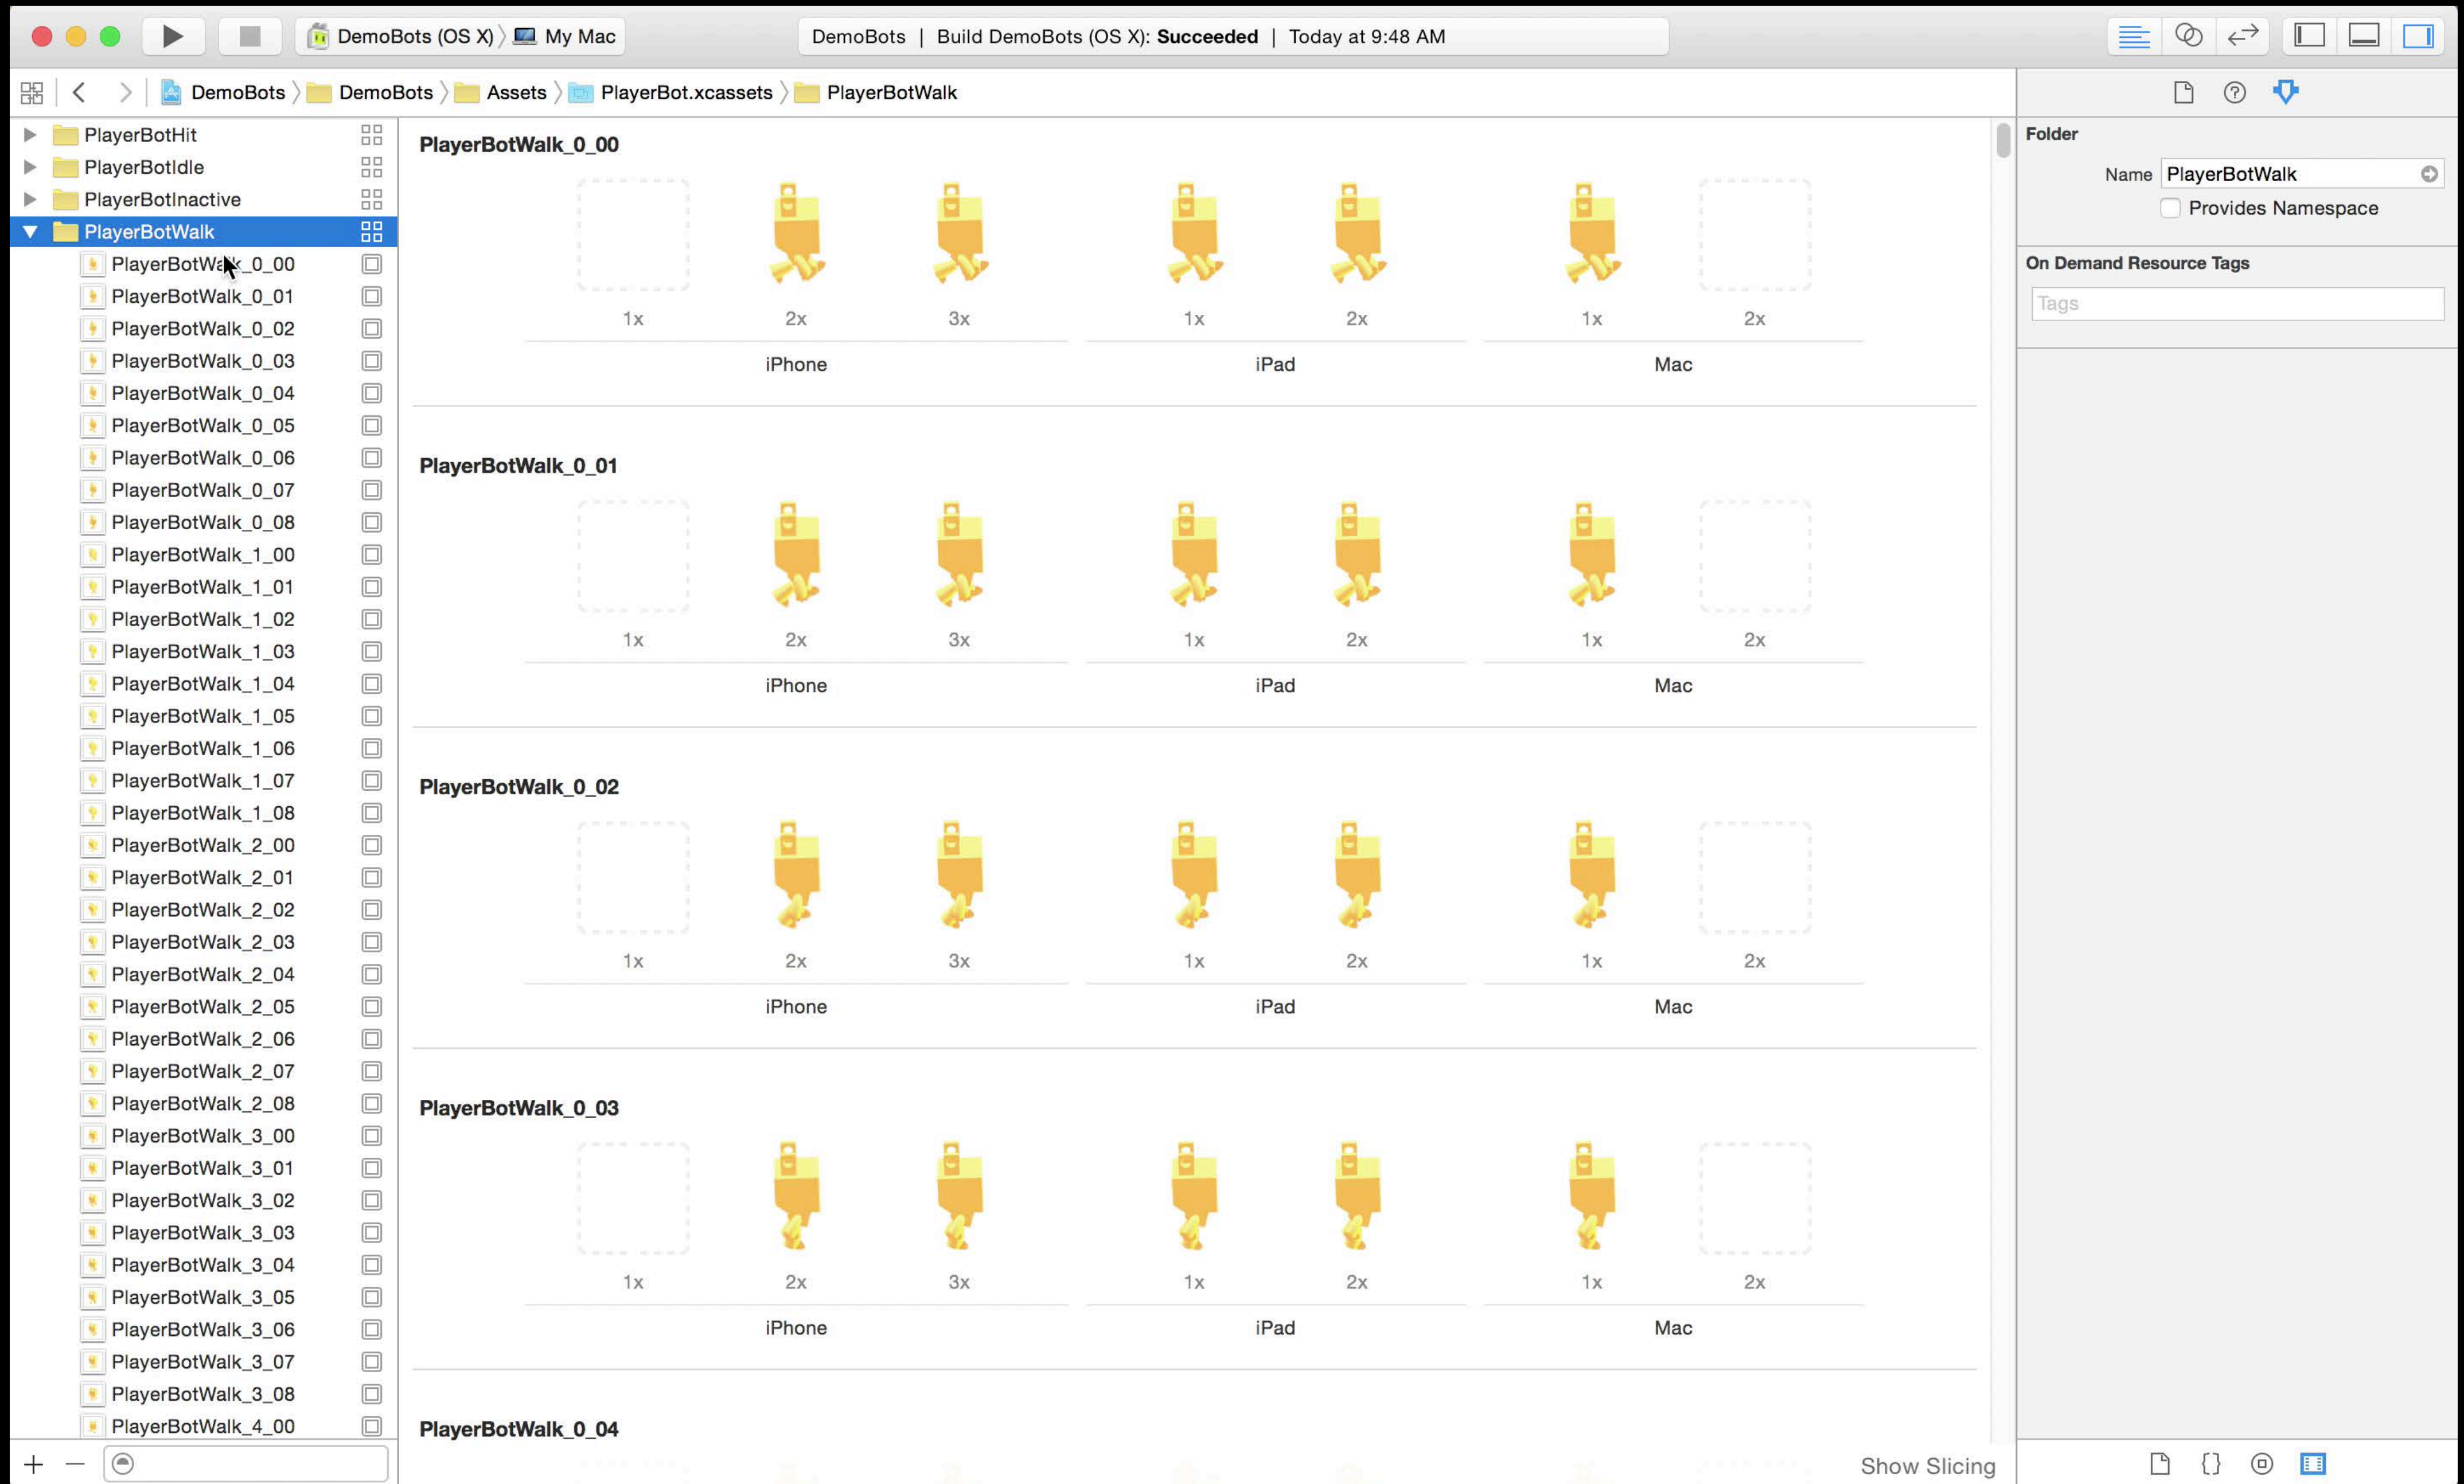 DemoBots (OS X) My Mac
DemoBots | Build DemoBots (OS X): Succeeded | Today at 9:48 AM
DemoBots DemoBots Assets PlayerBot.xcassets PlayerBotWalk
PlayerBotHit
PlayerBotIdle
PlayerBotInactive
PlayerBotWalk
PlayerBotWalk_0_00
PlayerBotWalk_0_01
PlayerBotWalk_0_02
PlayerBotWalk_0_03
PlayerBotWalk_0_04
PlayerBotWalk_0_05
PlayerBotWalk_0_06
PlayerBotWalk_0_07
PlayerBotWalk_0_08
PlayerBotWalk_1_00
PlayerBotWalk_1_01
PlayerBotWalk_1_02
PlayerBotWalk_1_03
PlayerBotWalk_1_04
PlayerBotWalk_1_05
PlayerBotWalk_1_06
PlayerBotWalk_1_07
PlayerBotWalk_1_08
PlayerBotWalk_2_00
PlayerBotWalk_2_01
PlayerBotWalk_2_02
PlayerBotWalk_2_03
PlayerBotWalk_2_04
PlayerBotWalk_2_05
PlayerBotWalk_2_06
PlayerBotWalk_2_07
PlayerBotWalk_2_08
PlayerBotWalk_3_00
PlayerBotWalk_3_01
PlayerBotWalk_3_02
PlayerBotWalk_3_03
PlayerBotWalk_3_04
PlayerBotWalk_3_05
PlayerBotWalk_3_06
PlayerBotWalk_3_07
PlayerBotWalk_3_08
PlayerBotWalk_4_00
PlayerBotWalk_0_00
1x 2x 3x 1x 2x 1x 2x
iPhone iPad Mac
PlayerBotWalk_0_01
1x 2x 3x 1x 2x 1x 2x
iPhone iPad Mac
PlayerBotWalk_0_02
1x 2x 3x 1x 2x 1x 2x
iPhone iPad Mac
PlayerBotWalk_0_03
1x 2x 3x 1x 2x 1x 2x
iPhone iPad Mac
PlayerBotWalk_0_04
Show Slicing
Folder
Name PlayerBotWalk
Provides Namespace
On Demand Resource Tags
Tags